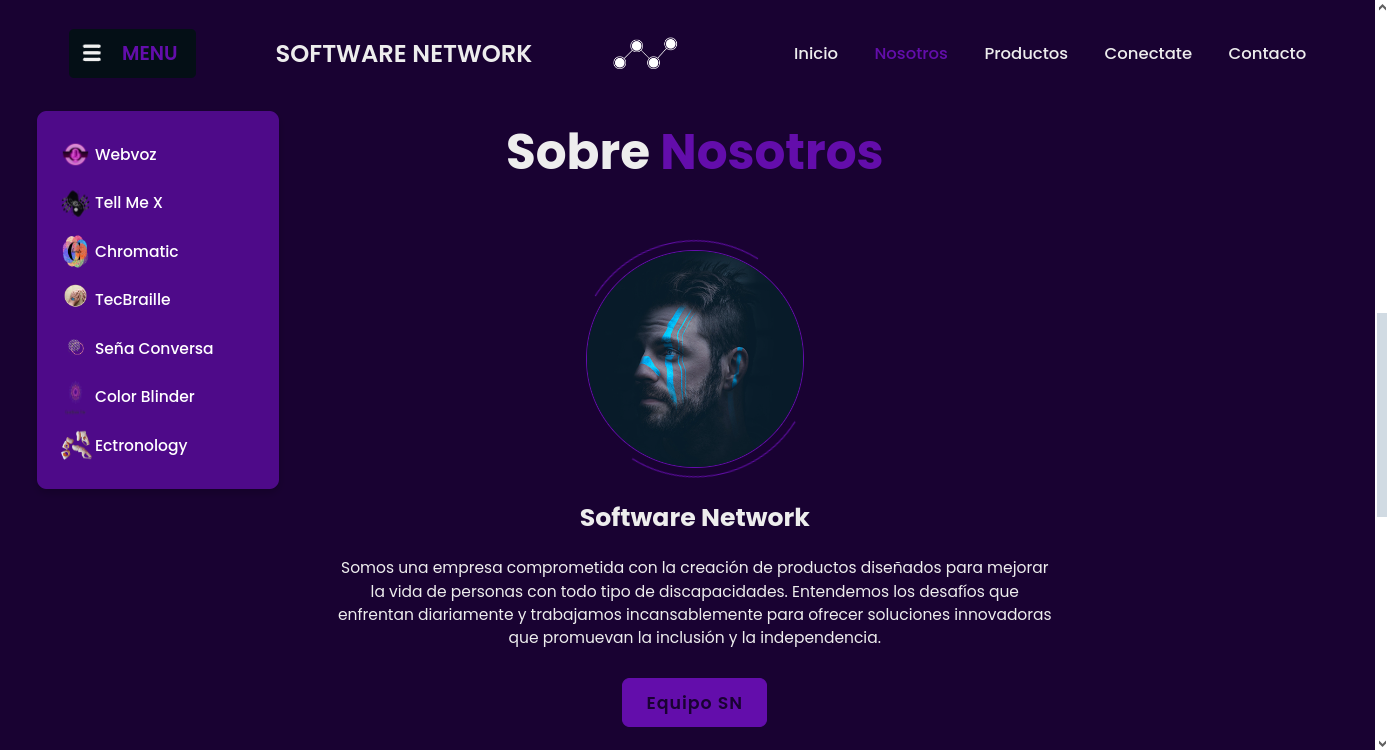 MENU
SOFTWARE NETWORK
Inicio
Nosotros
Productos
Conectate
Contacto
Webvoz
Tell Me X
Chromatic
TecBraille
Seña Conversa
Color Blinder
Ectronology
Sobre Nosotros
Software Network
Somos una empresa comprometida con la creación de productos diseñados para mejorar
la vida de personas con todo tipo de discapacidades. Entendemos los desafíos que
enfrentan diariamente y trabajamos incansablemente para ofrecer soluciones innovadoras
que promuevan la inclusión y la independencia.
Equipo SN